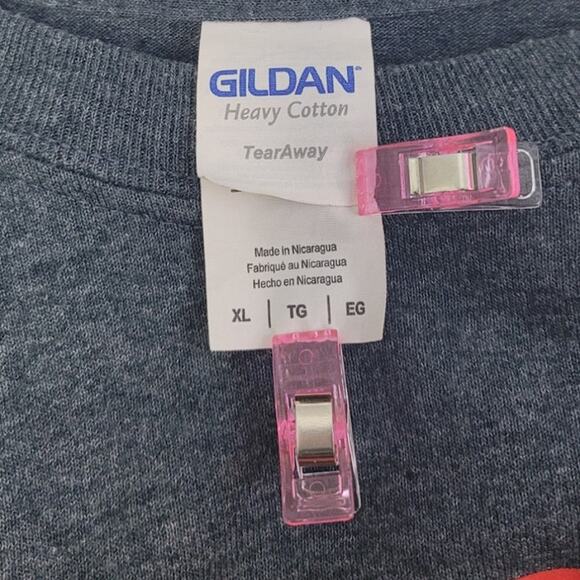 GILDAN
Heavy Cotton
TearAway
Made in Nicaragua
Fabriqué au Nicaragua
Hecho en Nicaragua
XL | TG | EG